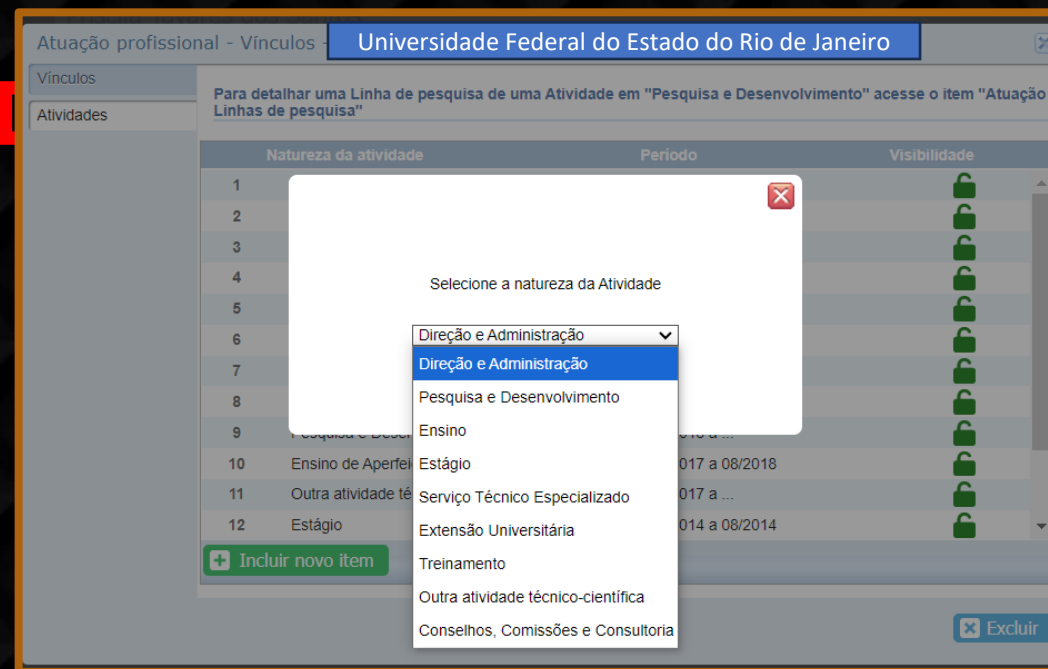 Atuação profissional - Vínculos -
Universidade Federal do Estado do Rio de Janeiro
Vínculos
Atividades
Para detalhar uma Linha de pesquisa de uma Atividade em "Pesquisa e Desenvolvimento" acesse o item "Atuação
Linhas de pesquisa"
Natureza da atividade Período Visibilidade
1
2
3
4
5
6
7
8
9
10 Ensino de 017 a 08/2018
11 Outra atividade 017 a ...
12 Estágio 014 a 08/2014
Selecione a natureza da Atividade
Direção e Administração
Direção e Administração
Pesquisa e Desenvolvimento
Ensino
Estágio
Serviço Técnico Especializado
Extensão Universitária
Treinamento
Outra atividade técnico-científica
Conselhos, Comissões e Consultoria
Incluir novo item
Excluir